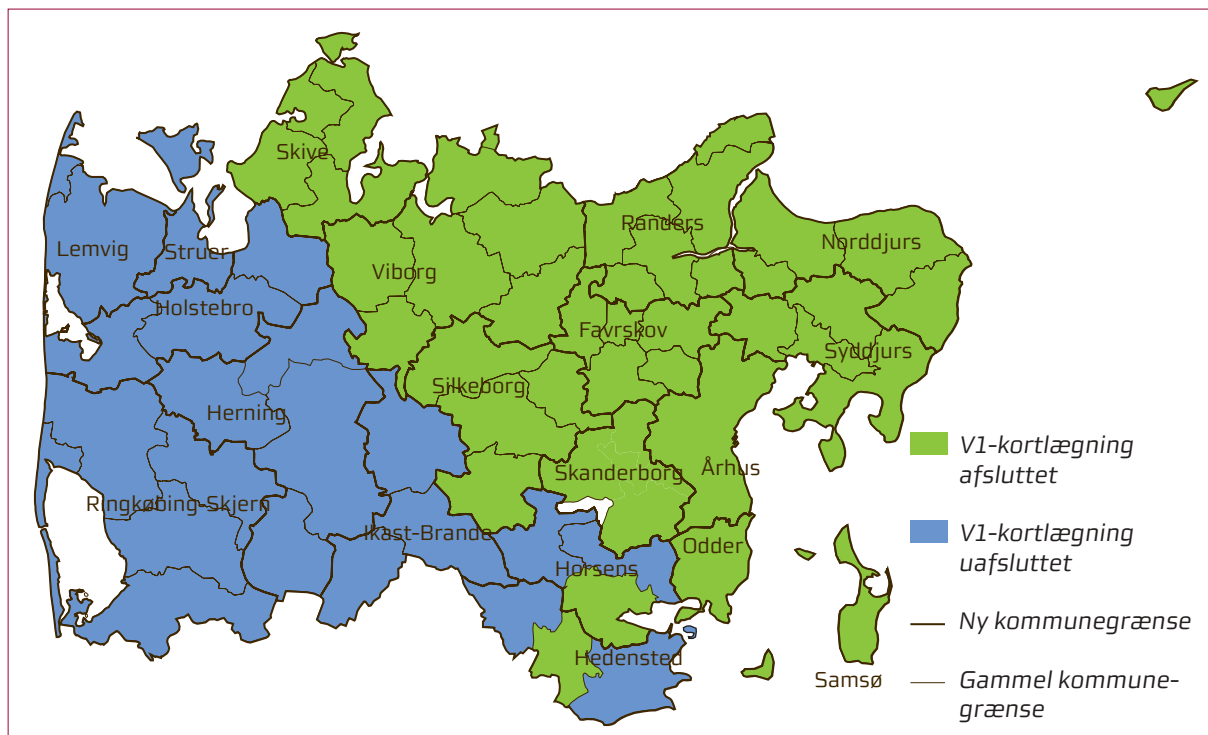 Skive
Lemvig
Struer
Viborg
Randers
Norddjurs
Holstebro
Favrskov
Syddjurs
Silkeborg
Herning
Skanderborg
Århus
Ringkøbing-Skjern
Ikast-Brande
Odder
Horsens
Hedensted
Samsø
V1-kortlægning
afsluttet
V1-kortlægning
uafsluttet
Ny kommunegrænse
Gammel kommune-
grænse